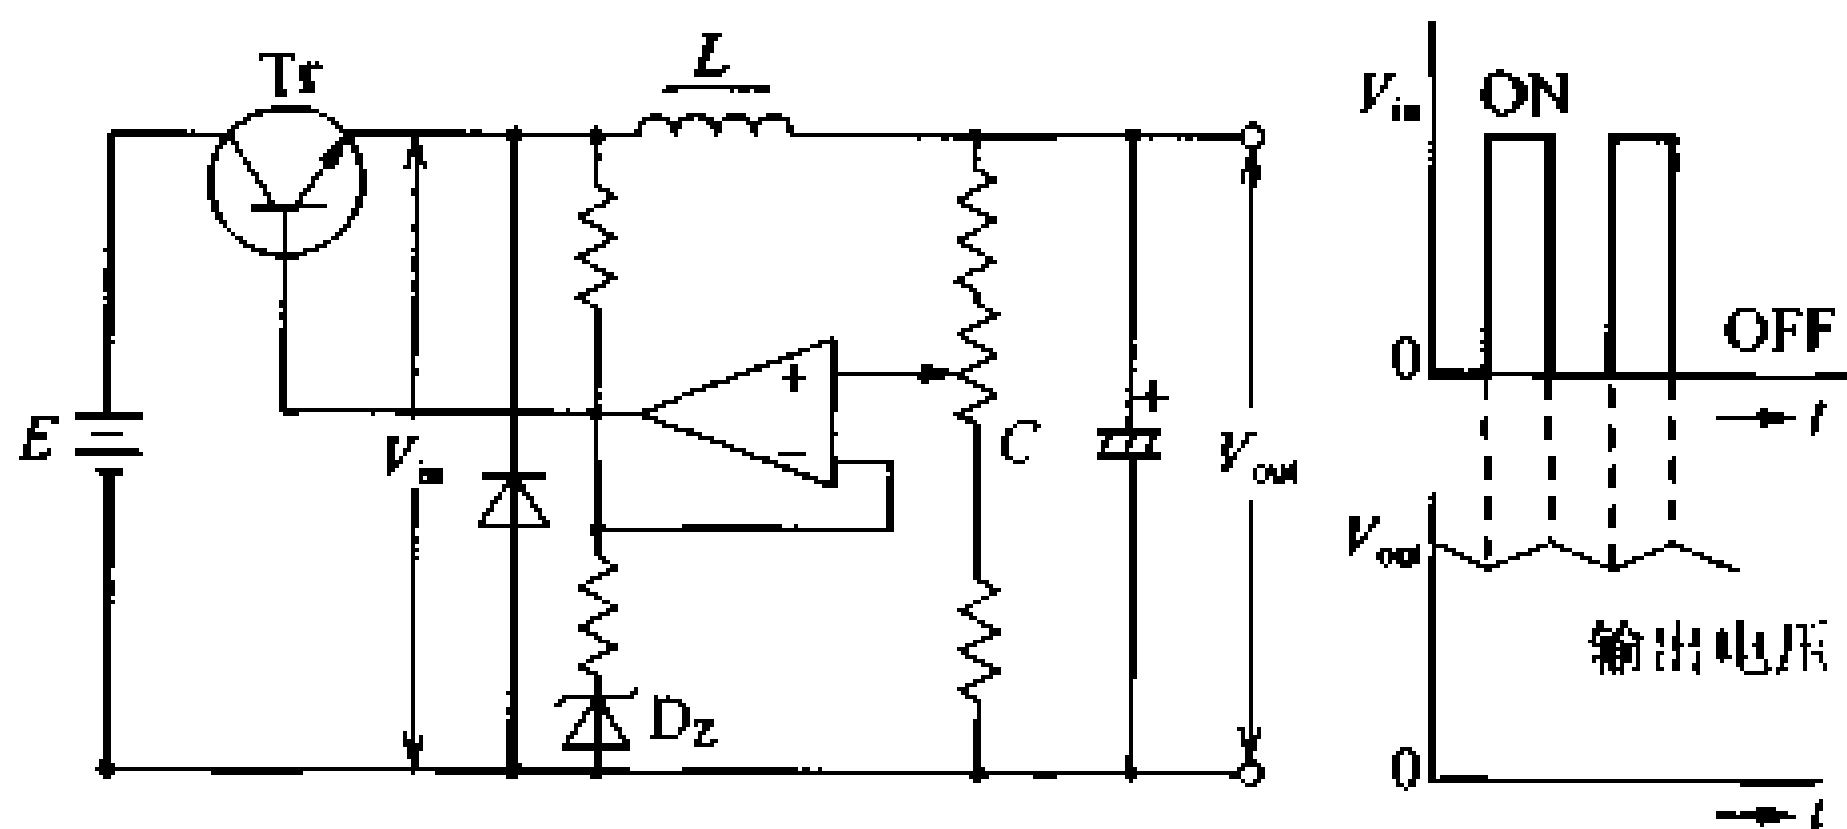 Tr
L
E
V_in
D_Z
C
+
−
+
V_out
V_in
ON
OFF
0
t
V_out
输出电压
0
t